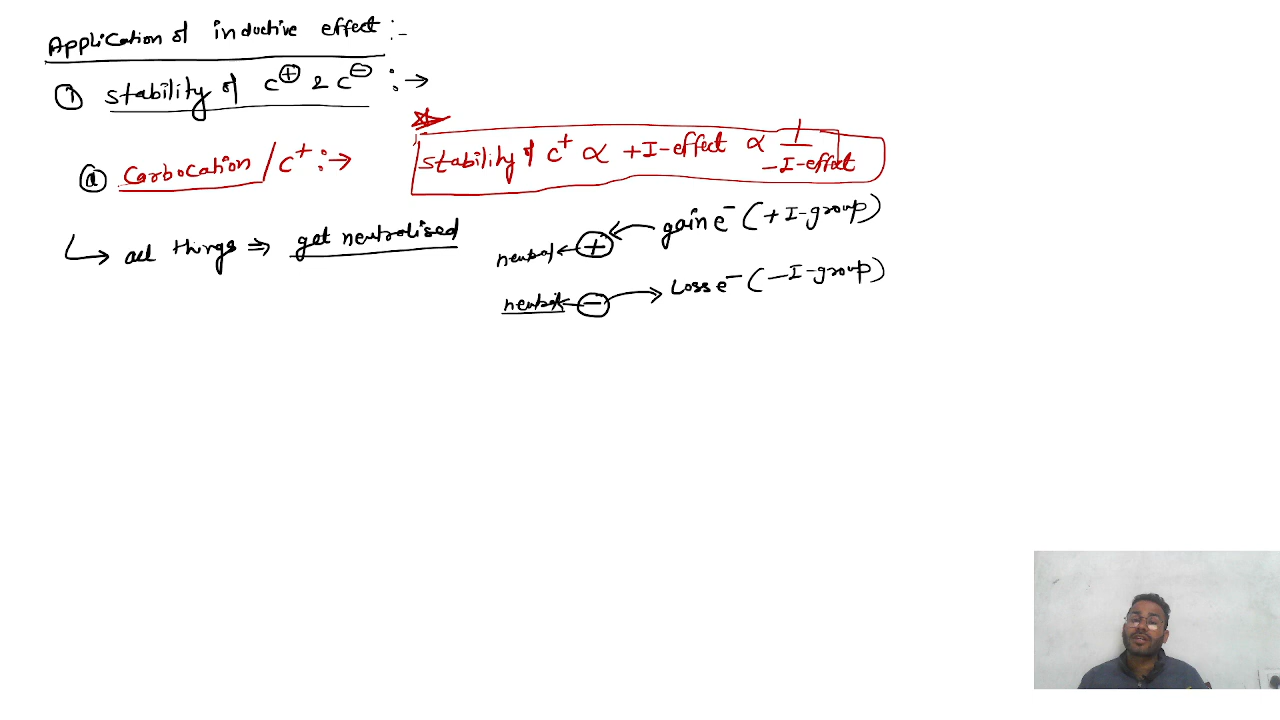 Application of inductive effect :-
① stability of C⊕ & C⊖ :→
ⓐ Carbocation / C+ :→
stability of C+ ∝ +I-effect ∝ 1/-I-effect
↳ all things ⇒ get neutralised
neutral ← ⊕ ← gain e− (+I-group)
neutral ← ⊖ → Loss e− (−I-group)